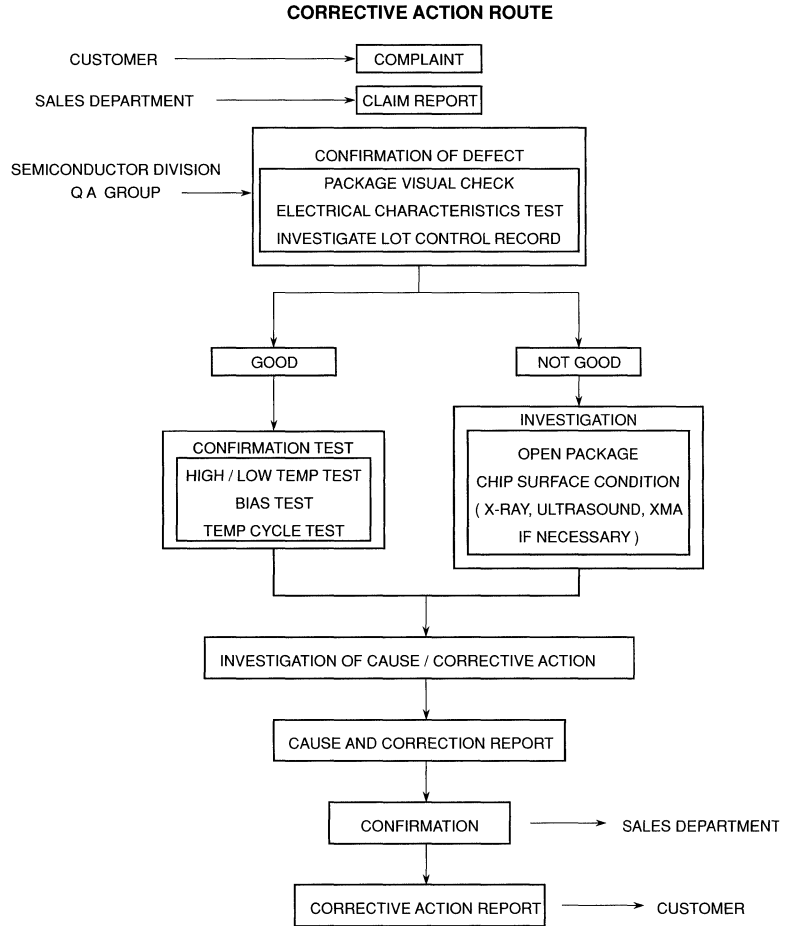 CORRECTIVE ACTION ROUTE
CUSTOMER
COMPLAINT
SALES DEPARTMENT
CLAIM REPORT
SEMICONDUCTOR DIVISION
Q A GROUP
CONFIRMATION OF DEFECT
PACKAGE VISUAL CHECK
ELECTRICAL CHARACTERISTICS TEST
INVESTIGATE LOT CONTROL RECORD
GOOD
NOT GOOD
CONFIRMATION TEST
HIGH / LOW TEMP TEST
BIAS TEST
TEMP CYCLE TEST
INVESTIGATION
OPEN PACKAGE
CHIP SURFACE CONDITION
( X-RAY, ULTRASOUND, XMA
IF NECESSARY )
INVESTIGATION OF CAUSE / CORRECTIVE ACTION
CAUSE AND CORRECTION REPORT
CONFIRMATION
SALES DEPARTMENT
CORRECTIVE ACTION REPORT
CUSTOMER